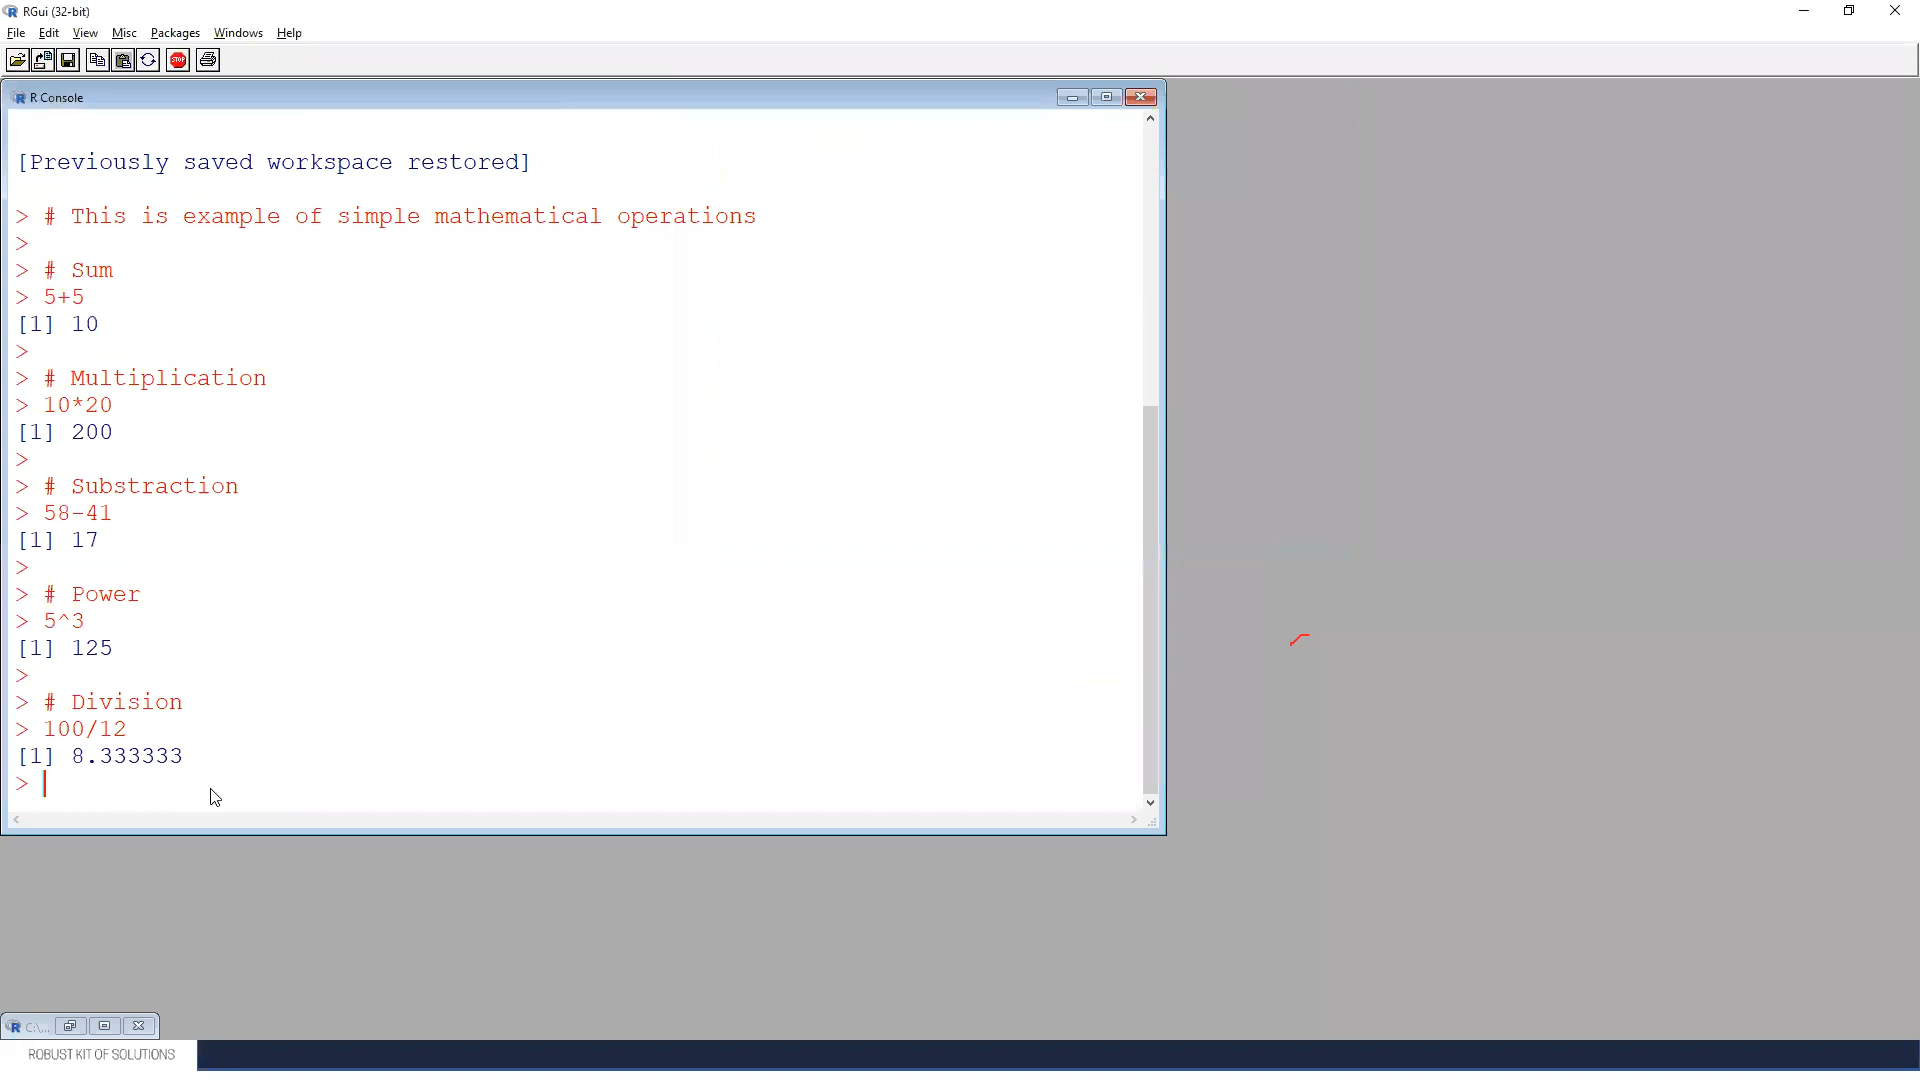 RGui (32-bit)
File Edit View Misc Packages Windows Help
STOP
R Console
[Previously saved workspace restored]
> # This is example of simple mathematical operations
>
> # Sum
> 5+5
[1] 10
>
> # Multiplication
> 10*20
[1] 200
>
> # Substraction
> 58-41
[1] 17
>
> # Power
> 5^3
[1] 125
>
> # Division
> 100/12
[1] 8.333333
>
C:\...
ROBUST KIT OF SOLUTIONS